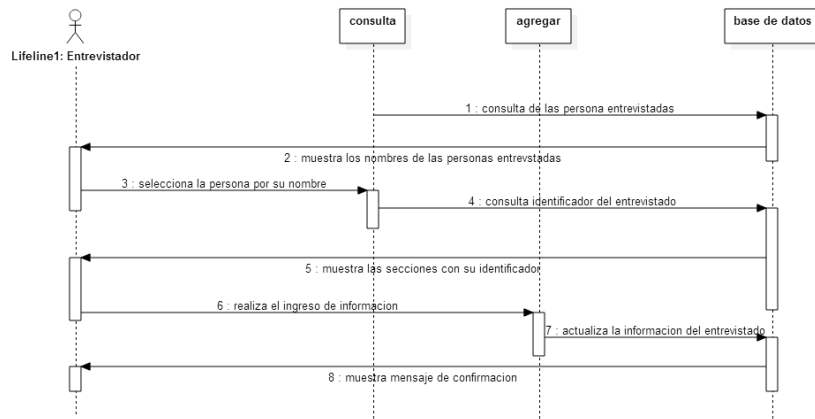 consulta
agregar
base de datos
Lifeline1: Entrevistador
1 : consulta de las persona entrevistadas
2 : muestra los nombres de las personas entrevstadas
3 : selecciona la persona por su nombre
4 : consulta identificador del entrevistado
5 : muestra las secciones con su identificador
6 : realiza el ingreso de informacion
7 : actualiza la informacion del entrevistado
8 : muestra mensaje de confirmacion